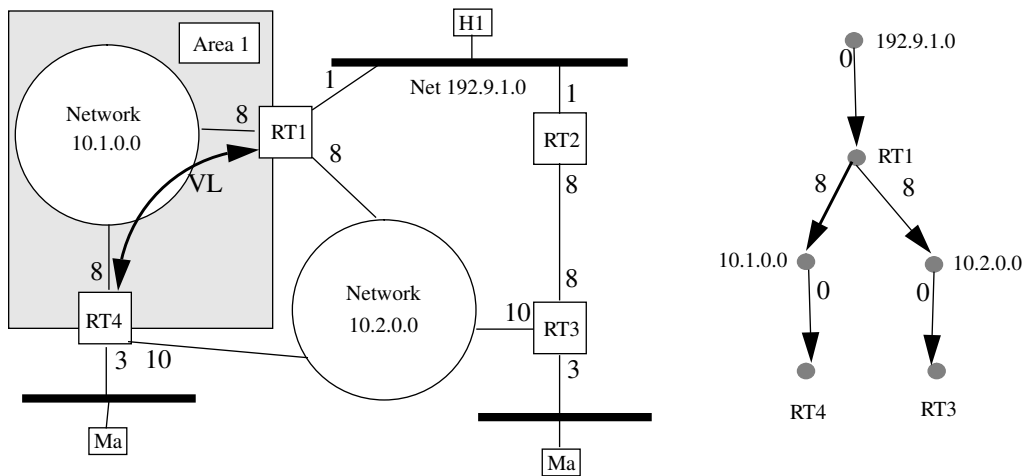 H1
Area 1
192.9.1.0
0
Net 192.9.1.0
1
1
Network
10.1.0.0
8
RT1
RT2
8
VL
8
RT1
8
8
8
8
10.1.0.0
10.2.0.0
0
0
Network
10.2.0.0
RT4
10
RT3
3
10
3
RT4
RT3
Ma
Ma